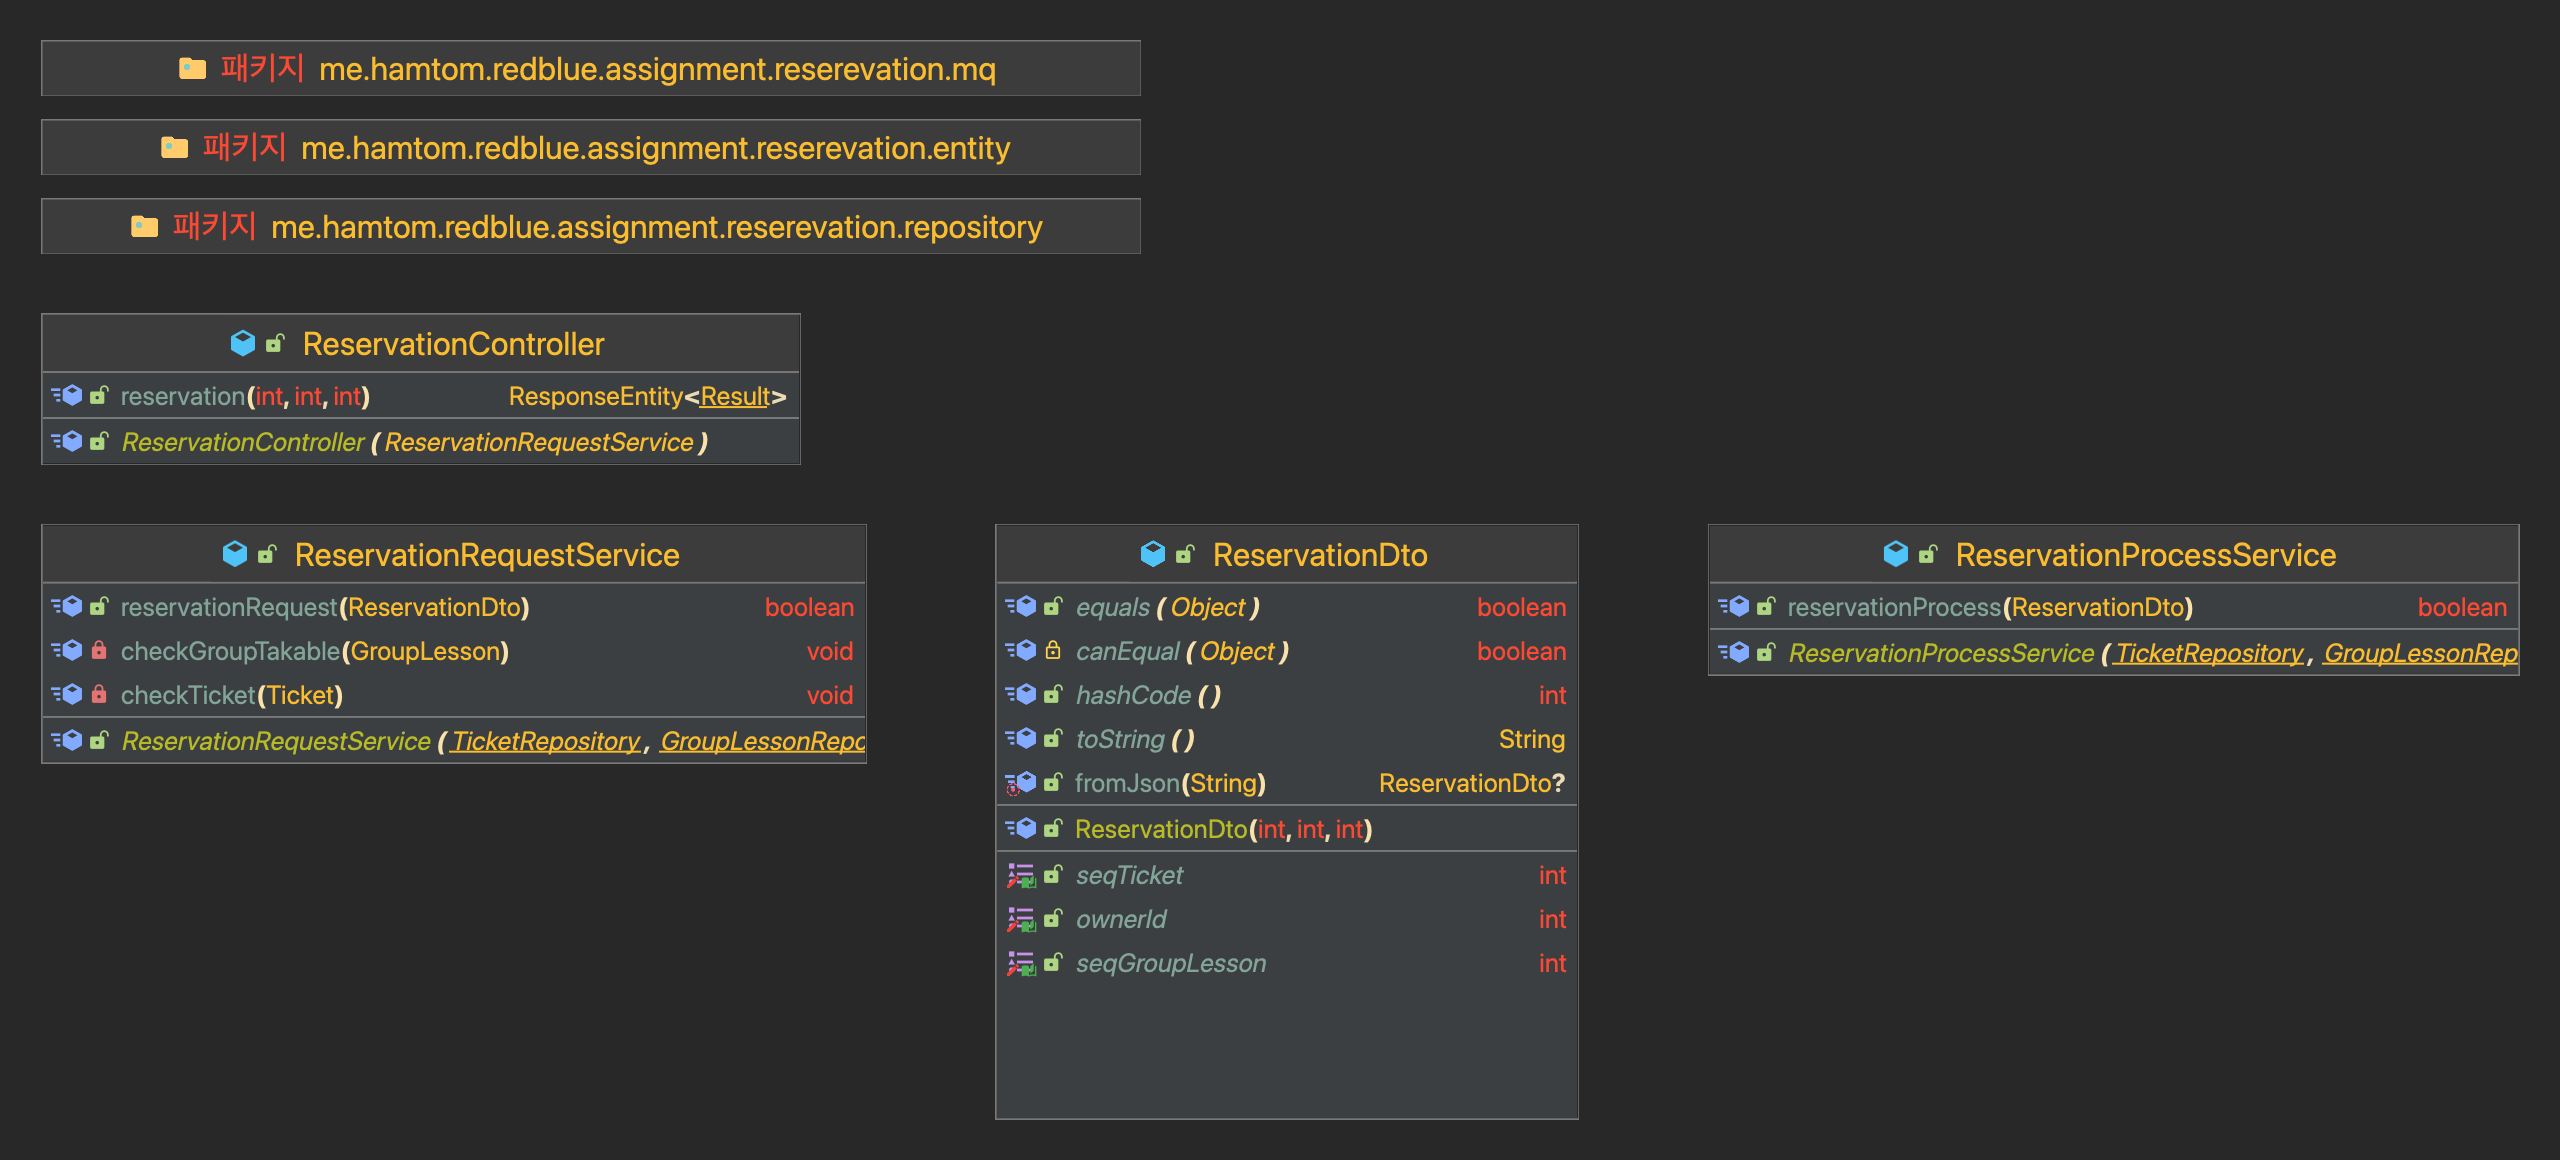 패키지 me.hamtom.redblue.assignment.reserevation.mq
패키지 me.hamtom.redblue.assignment.reserevation.entity
패키지 me.hamtom.redblue.assignment.reserevation.repository
ReservationController
reservation(int, int, int) ResponseEntity<Result>
ReservationController(ReservationRequestService)
ReservationRequestService
reservationRequest(ReservationDto) boolean
checkGroupTakable(GroupLesson) void
checkTicket(Ticket) void
ReservationRequestService(TicketRepository, GroupLessonRepo
ReservationDto
equals(Object) boolean
canEqual(Object) boolean
hashCode() int
toString() String
fromJson(String) ReservationDto?
ReservationDto(int, int, int)
seqTicket int
ownerId int
seqGroupLesson int
ReservationProcessService
reservationProcess(ReservationDto) boolean
ReservationProcessService(TicketRepository, GroupLessonRep